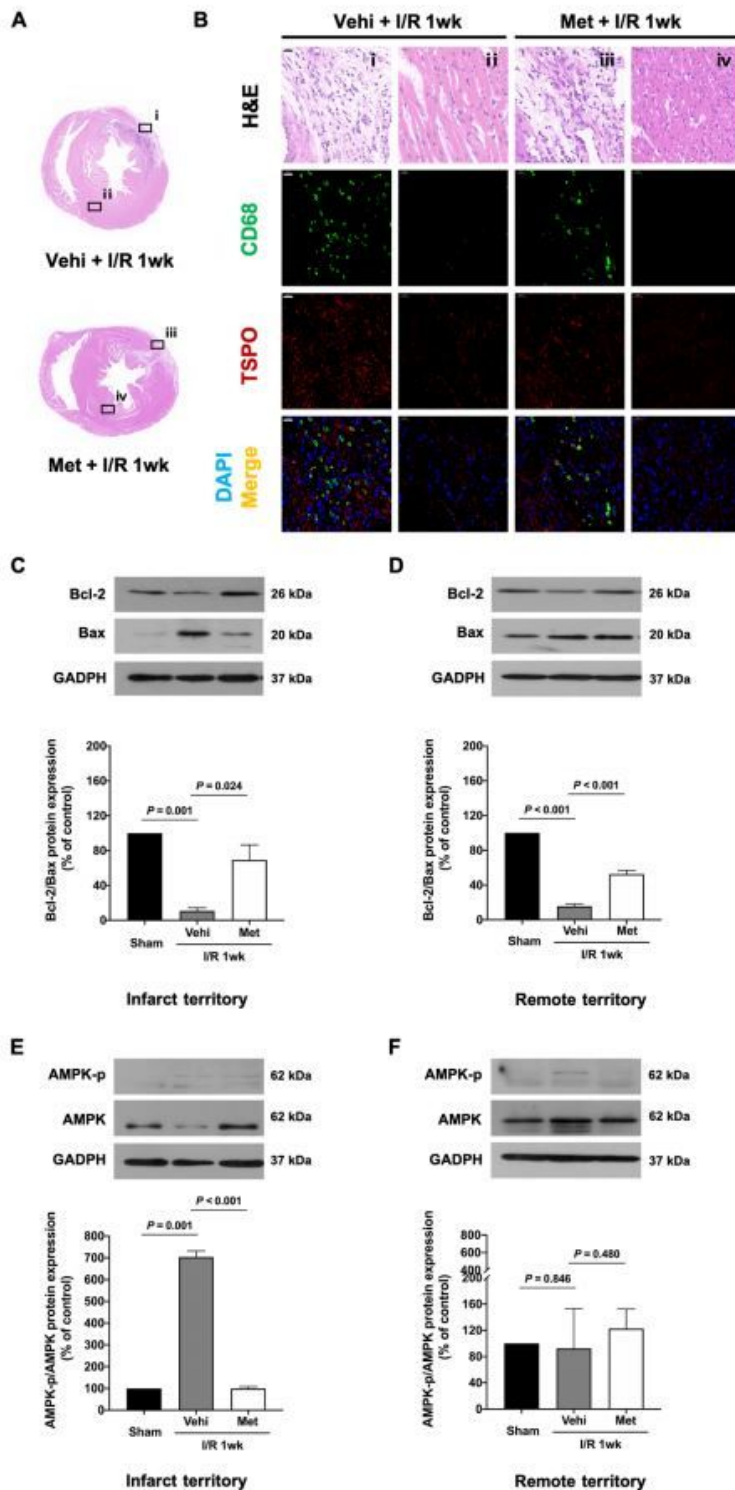 A
i
ii
Vehi + I/R 1wk
iii
iv
Met + I/R 1wk
B
Vehi + I/R 1wk
Met + I/R 1wk
H&E
i
ii
iii
iv
CD68
TSPO
DAPI
Merge
C
Bcl-2
26 kDa
Bax
20 kDa
GADPH
37 kDa
Bcl-2/Bax protein expression
(% of control)
200
160
120
80
40
0
P = 0.001
P = 0.024
Sham
Vehi
Met
I/R 1wk
Infarct territory
D
Bcl-2
26 kDa
Bax
20 kDa
GADPH
37 kDa
Bcl-2/Bax protein expression
(% of control)
200
160
120
80
40
0
P < 0.001
P < 0.001
Sham
Vehi
Met
I/R 1wk
Remote territory
E
AMPK-p
62 kDa
AMPK
62 kDa
GADPH
37 kDa
AMPK-p/AMPK protein expression
(% of control)
800
700
600
500
400
300
200
100
0
P = 0.001
P < 0.001
Sham
Vehi
Met
I/R 1wk
Infarct territory
F
AMPK-p
62 kDa
AMPK
62 kDa
GADPH
37 kDa
AMPK-p/AMPK protein expression
(% of control)
800
600
400
200
160
120
80
40
0
P = 0.846
P = 0.480
Sham
Vehi
Met
I/R 1wk
Remote territory